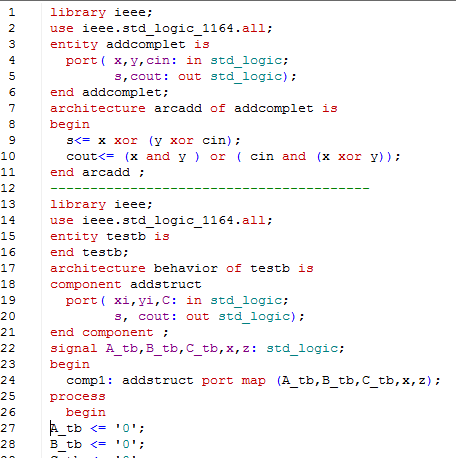 1 library ieee;
2 use ieee.std_logic_1164.all;
3 entity addcomplet is
4 port( x,y,cin: in std_logic;
5 s,cout: out std_logic);
6 end addcomplet;
7 architecture arcadd of addcomplet is
8 begin
9 s<= x xor (y xor cin);
10 cout<= (x and y ) or ( cin and (x xor y));
11 end arcadd ;
12 --------------------------------------
13 library ieee;
14 use ieee.std_logic_1164.all;
15 entity testb is
16 end testb;
17 architecture behavior of testb is
18 component addstruct
19 port( xi,yi,C: in std_logic;
20 s, cout: out std_logic);
21 end component ;
22 signal A_tb,B_tb,C_tb,x,z: std_logic;
23 begin
24 comp1: addstruct port map (A_tb,B_tb,C_tb,x,z);
25 process
26 begin
27 A_tb <= '0';
28 B_tb <= '0';